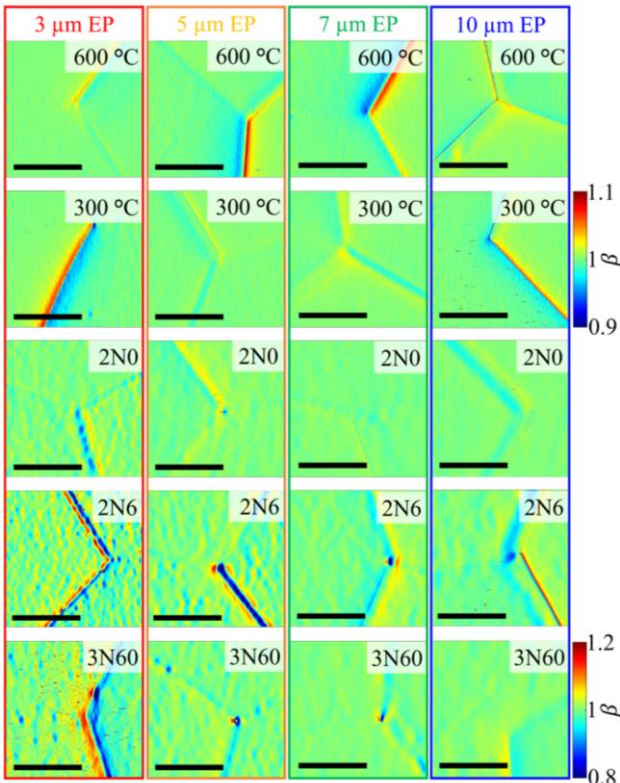 3 µm EP 5 µm EP 7 µm EP 10 µm EP
600 °C 600 °C 600 °C 600 °C
300 °C 300 °C 300 °C 300 °C
1.1
1
β
0.9
2N0 2N0 2N0 2N0
2N6 2N6 2N6 2N6
3N60 3N60 3N60 3N60
1.2
1
β
0.8